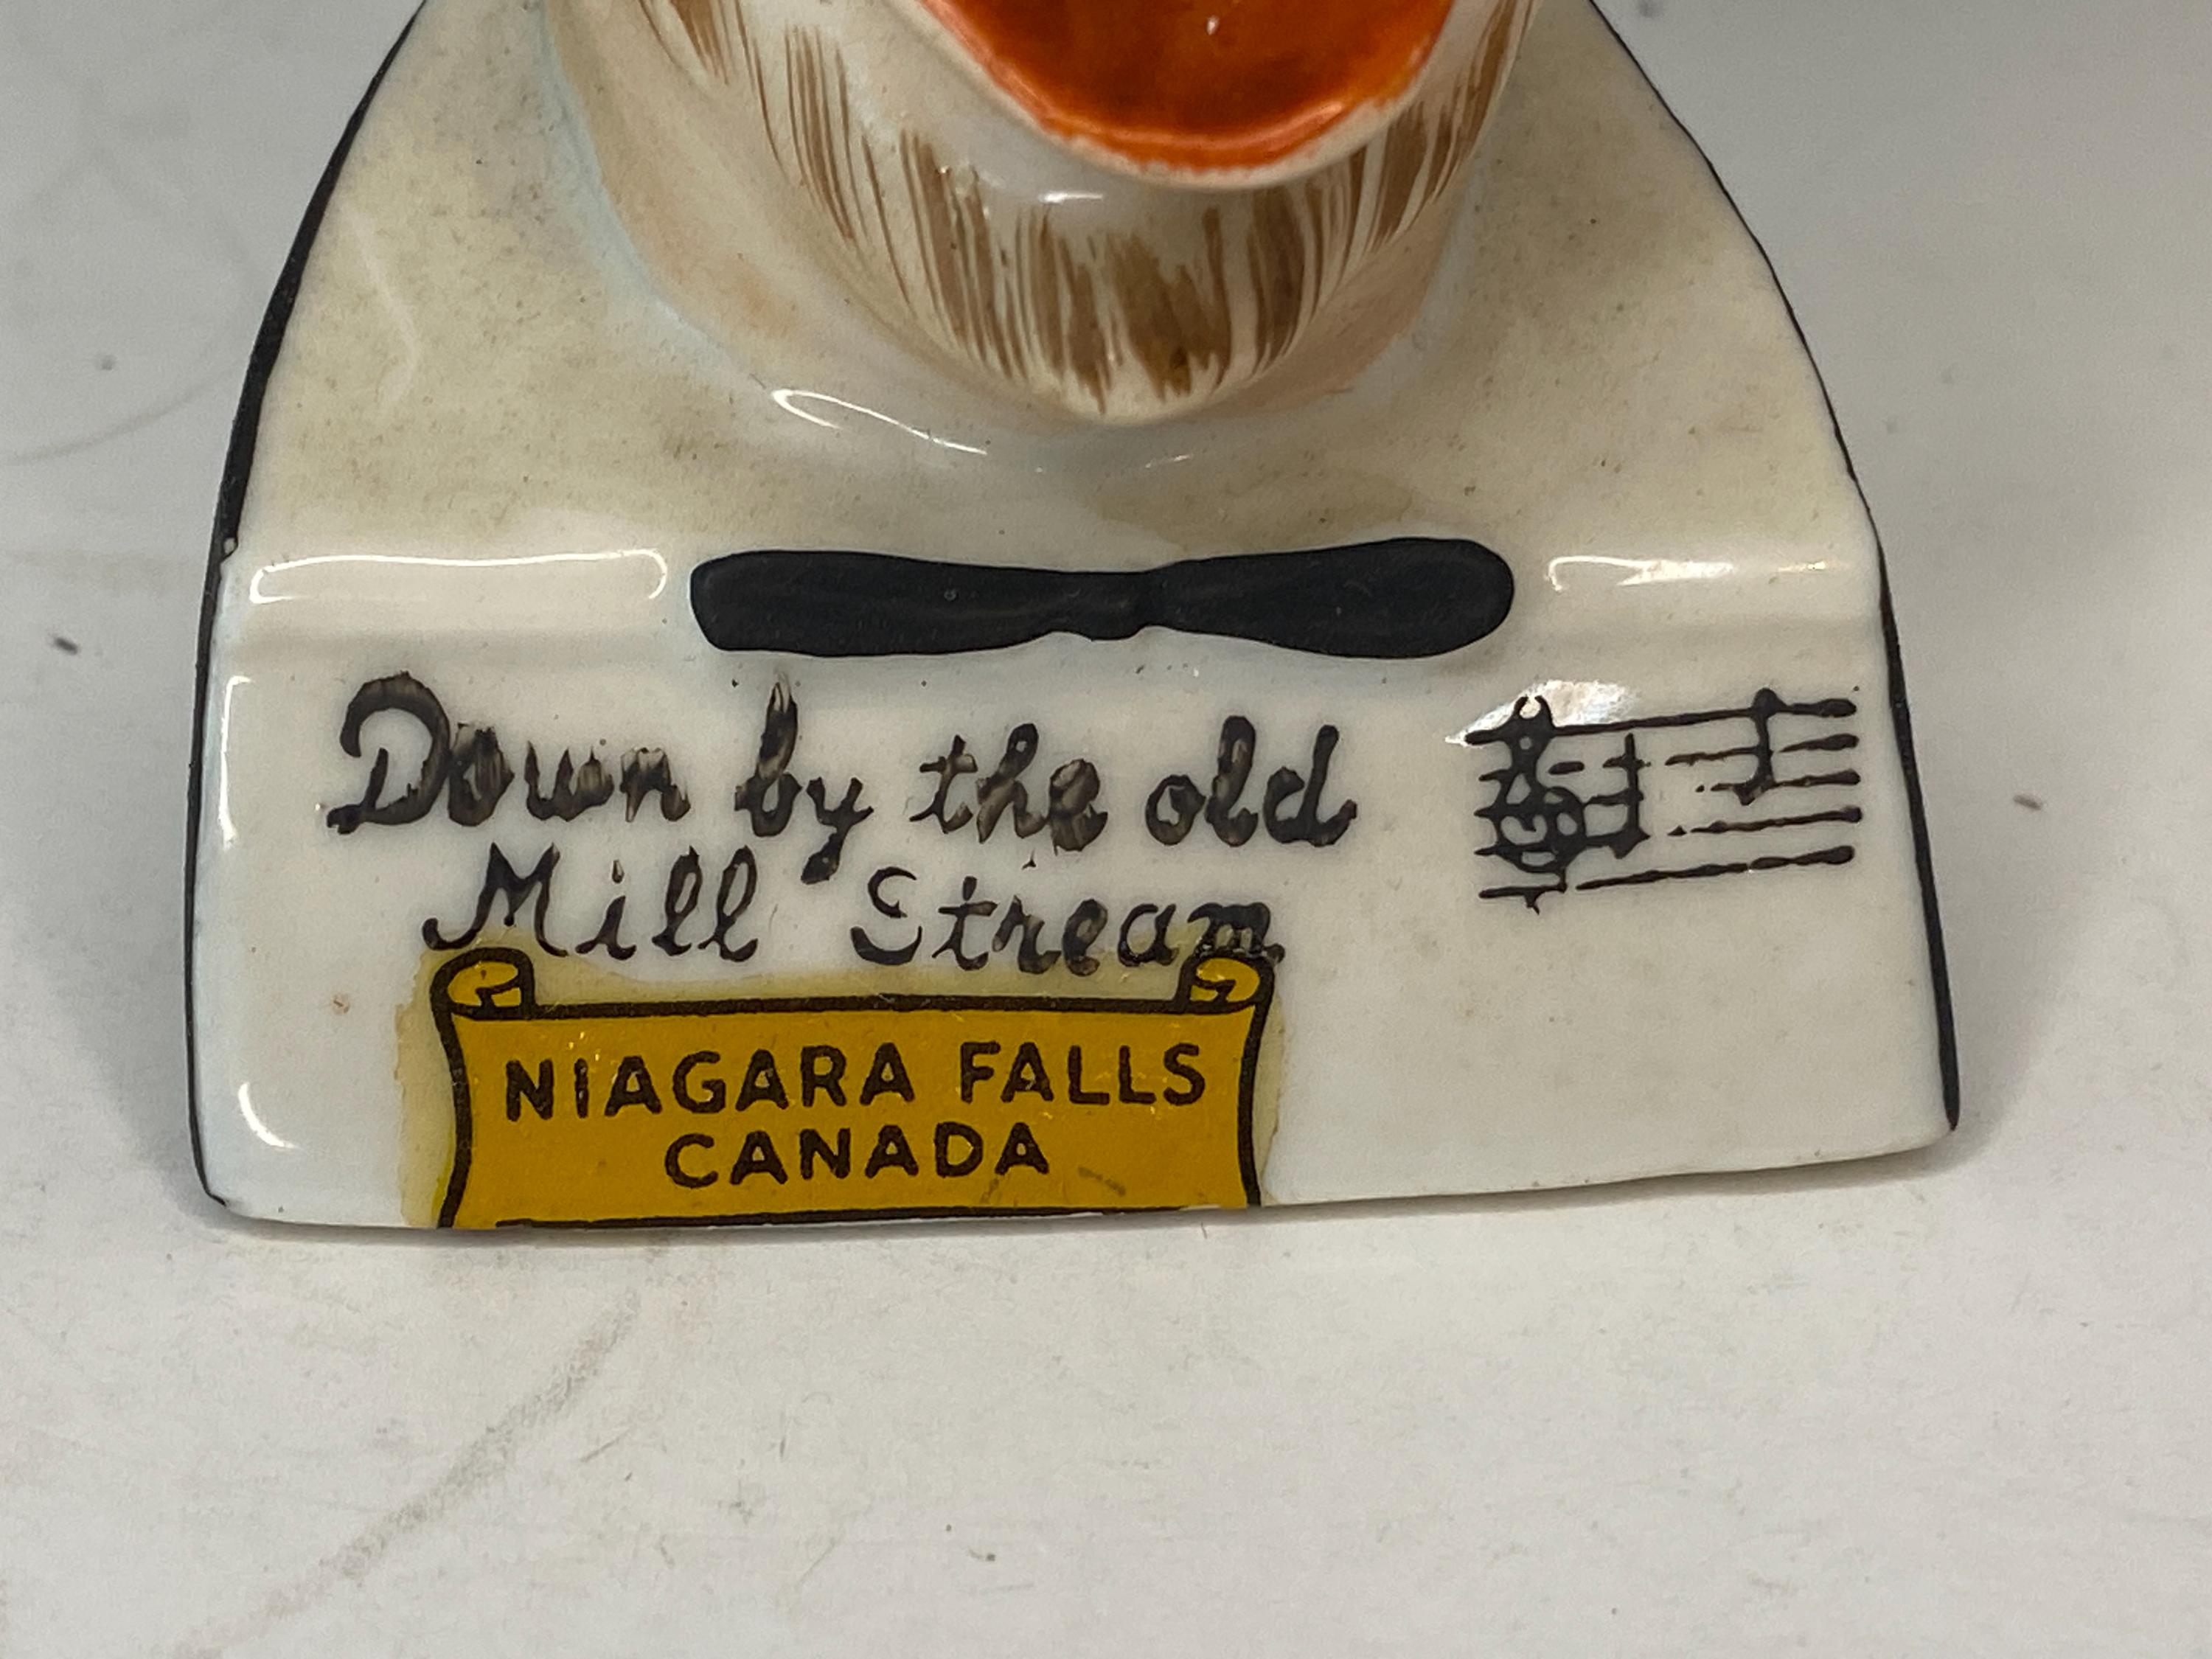 Down by the old
Mill Stream
NIAGARA FALLS
CANADA